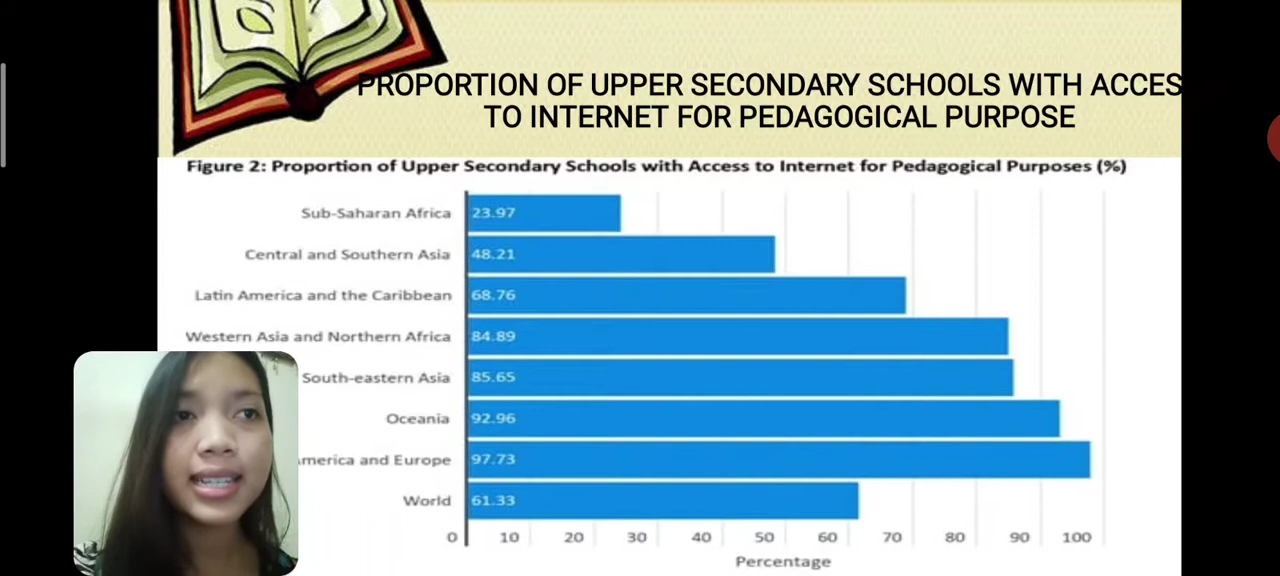 PROPORTION OF UPPER SECONDARY SCHOOLS WITH ACCES
TO INTERNET FOR PEDAGOGICAL PURPOSE
Figure 2: Proportion of Upper Secondary Schools with Access to Internet for Pedagogical Purposes (%)
Sub-Saharan Africa 23.97
Central and Southern Asia 48.21
Latin America and the Caribbean 68.76
Western Asia and Northern Africa 84.89
South-eastern Asia 85.65
Oceania 92.96
merica and Europe 97.73
World 61.33
0 10 20 30 40 50 60 70 80 90 100
Percentage